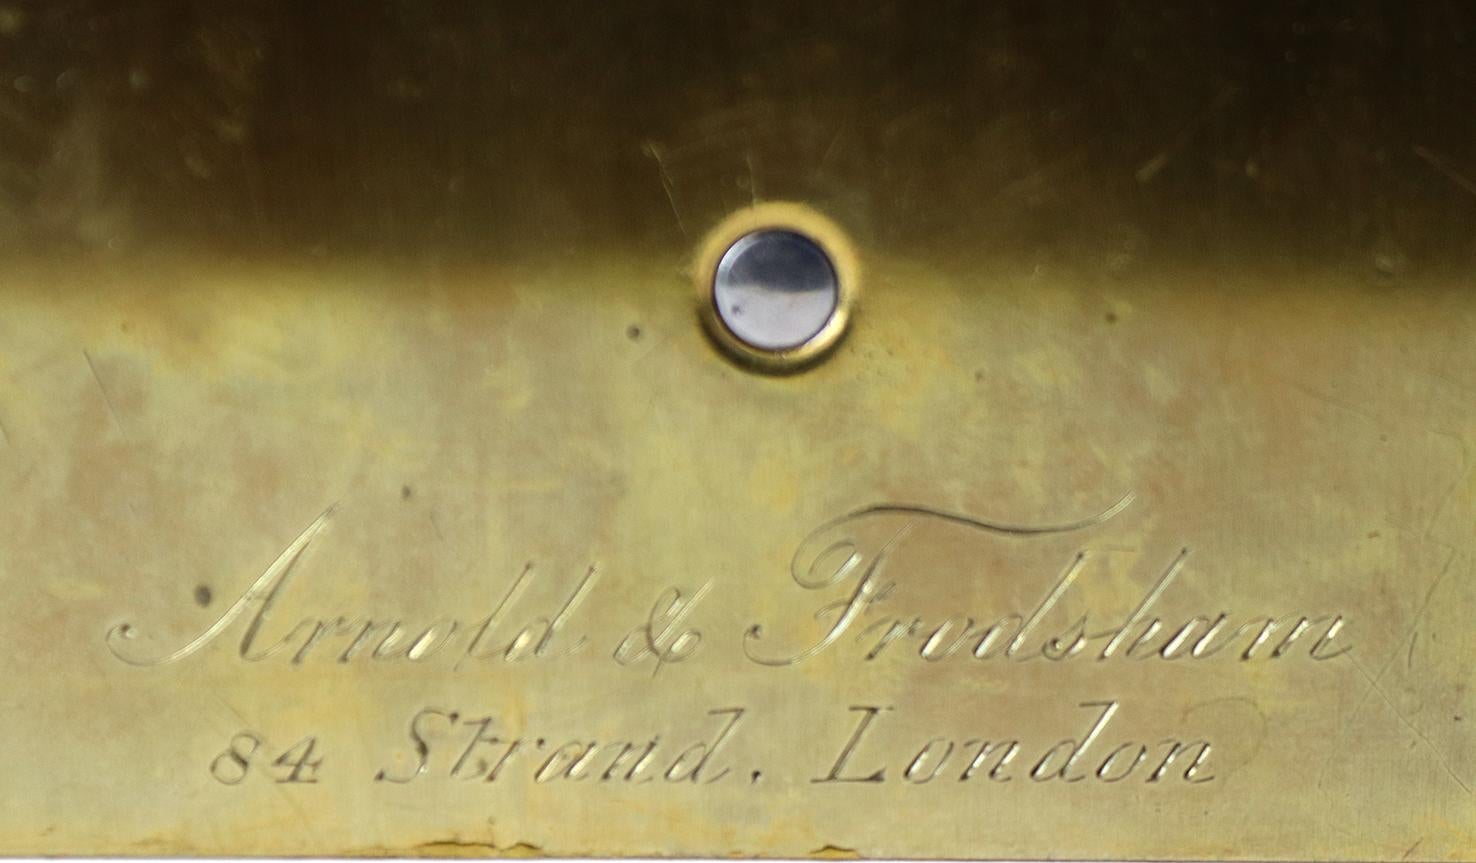 Arnold & Frodsham
84 Strand. London